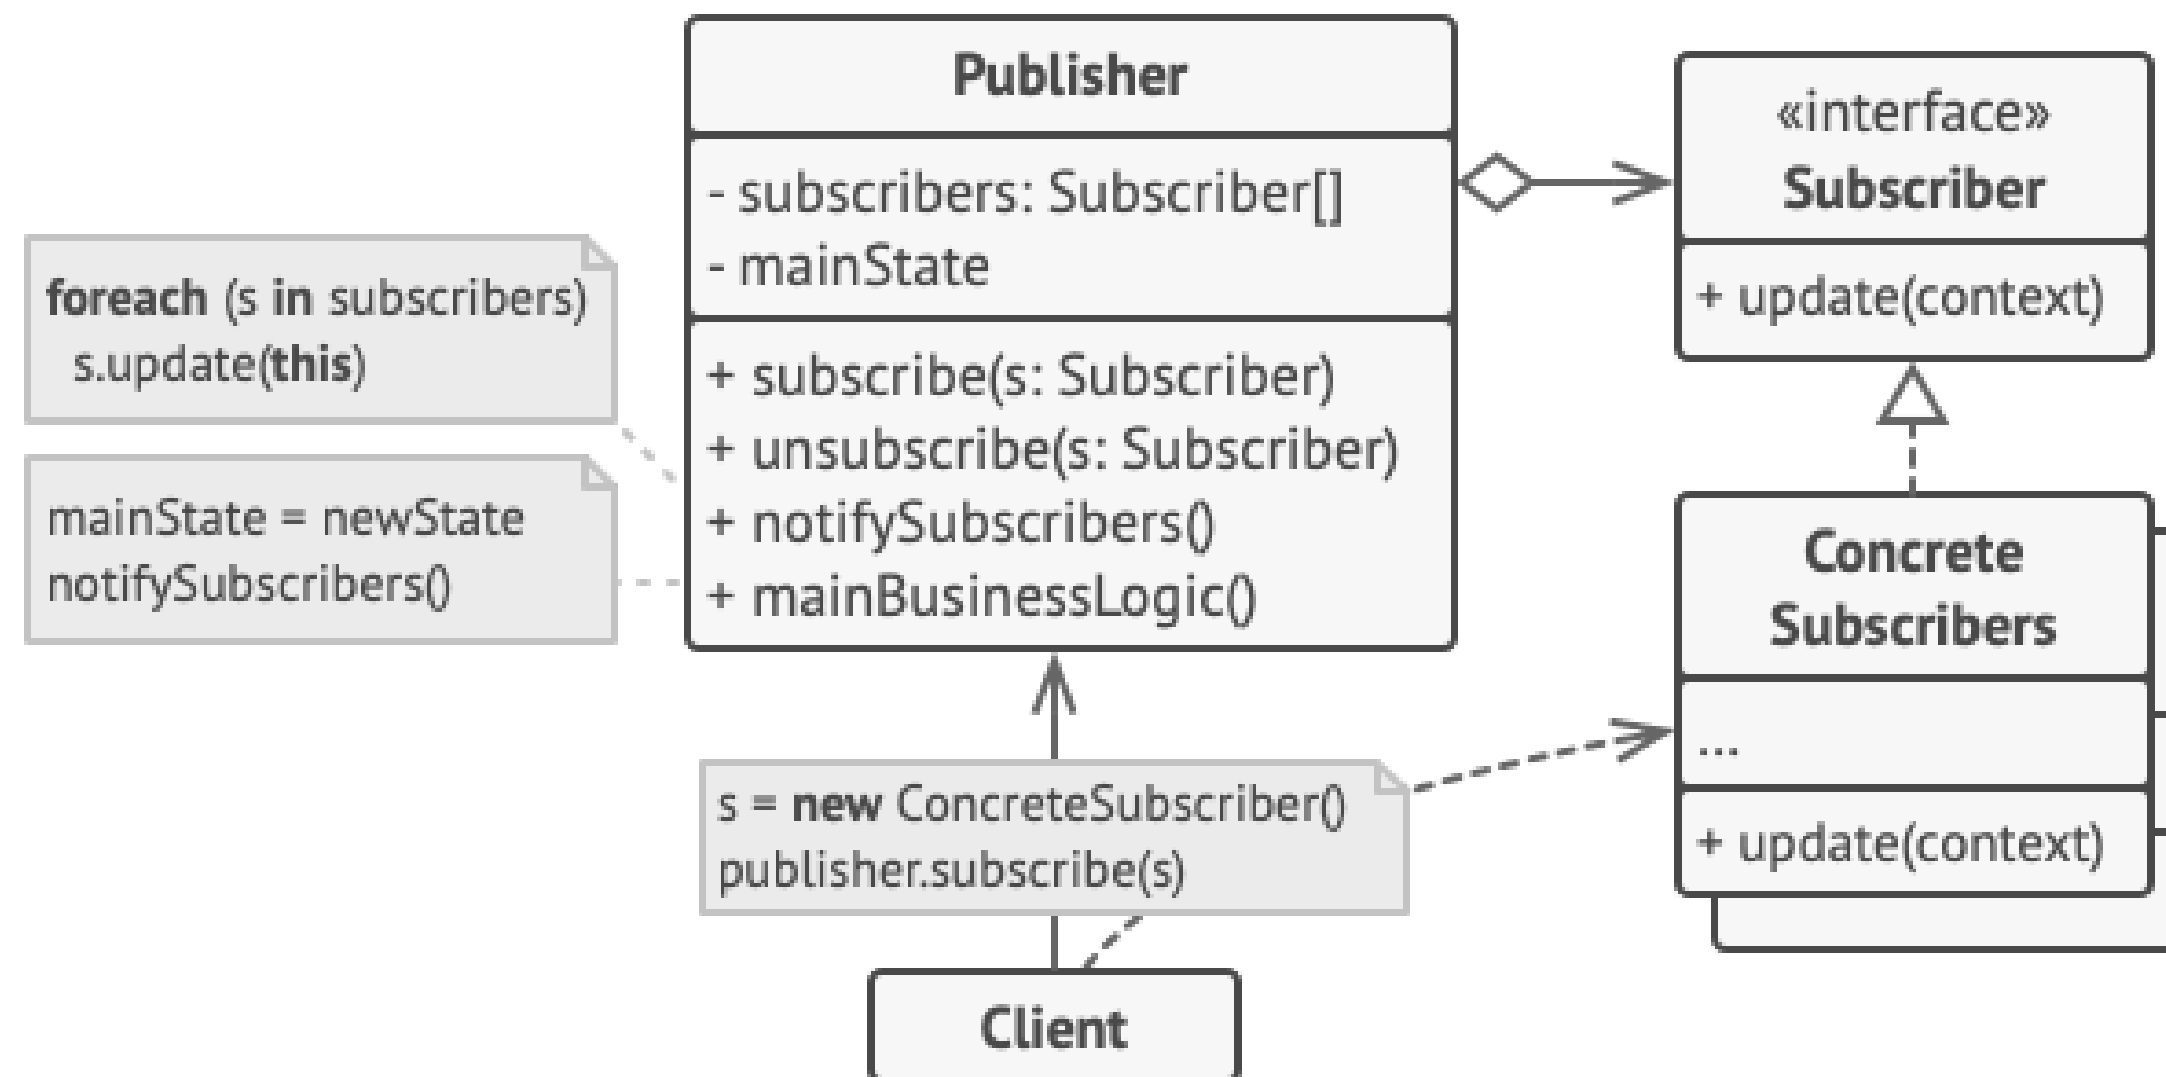 Publisher
- subscribers: Subscriber[]
- mainState
+ subscribe(s: Subscriber)
+ unsubscribe(s: Subscriber)
+ notifySubscribers()
+ mainBusinessLogic()
foreach (s in subscribers)
s.update(this)
mainState = newState
notifySubscribers()
«interface»
Subscriber
+ update(context)
Concrete
Subscribers
...
+ update(context)
s = new ConcreteSubscriber()
publisher.subscribe(s)
Client